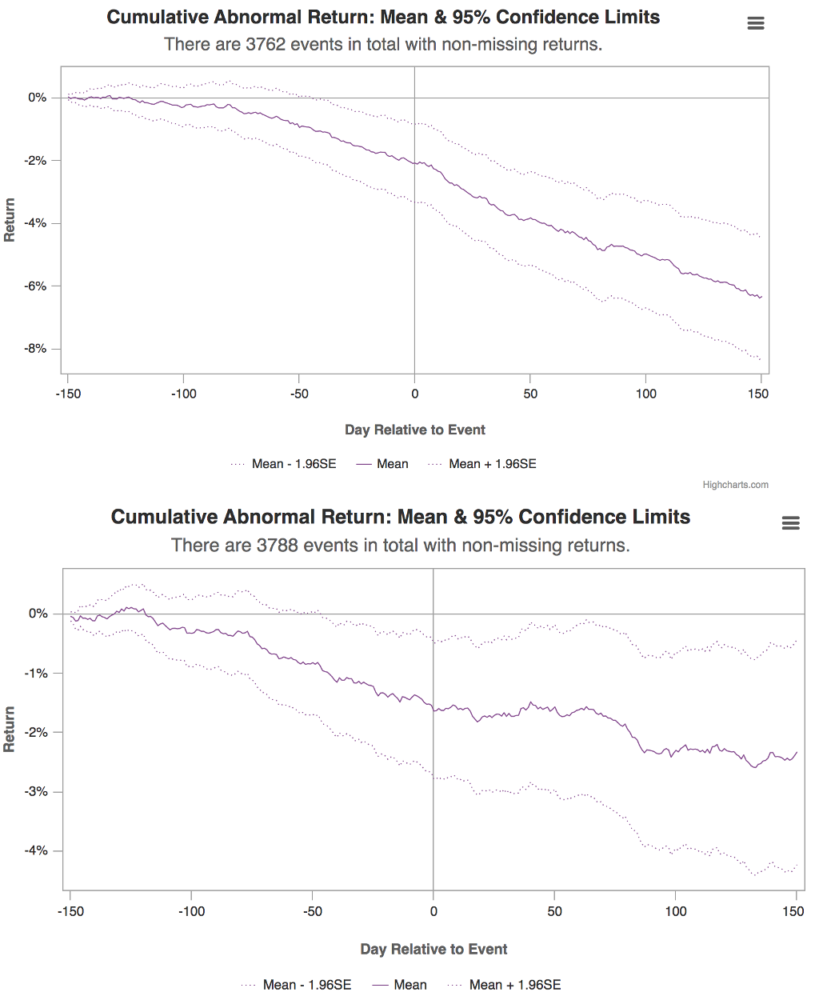 Cumulative Abnormal Return: Mean & 95% Confidence Limits
There are 3762 events in total with non-missing returns.
0%
-2%
-4%
-6%
-8%
Return
-150 -100 -50 0 50 100 150
Day Relative to Event
Mean - 1.96SE Mean Mean + 1.96SE
Highcharts.com
Cumulative Abnormal Return: Mean & 95% Confidence Limits
There are 3788 events in total with non-missing returns.
0%
-1%
-2%
-3%
-4%
Return
-150 -100 -50 0 50 100 150
Day Relative to Event
Mean - 1.96SE Mean Mean + 1.96SE